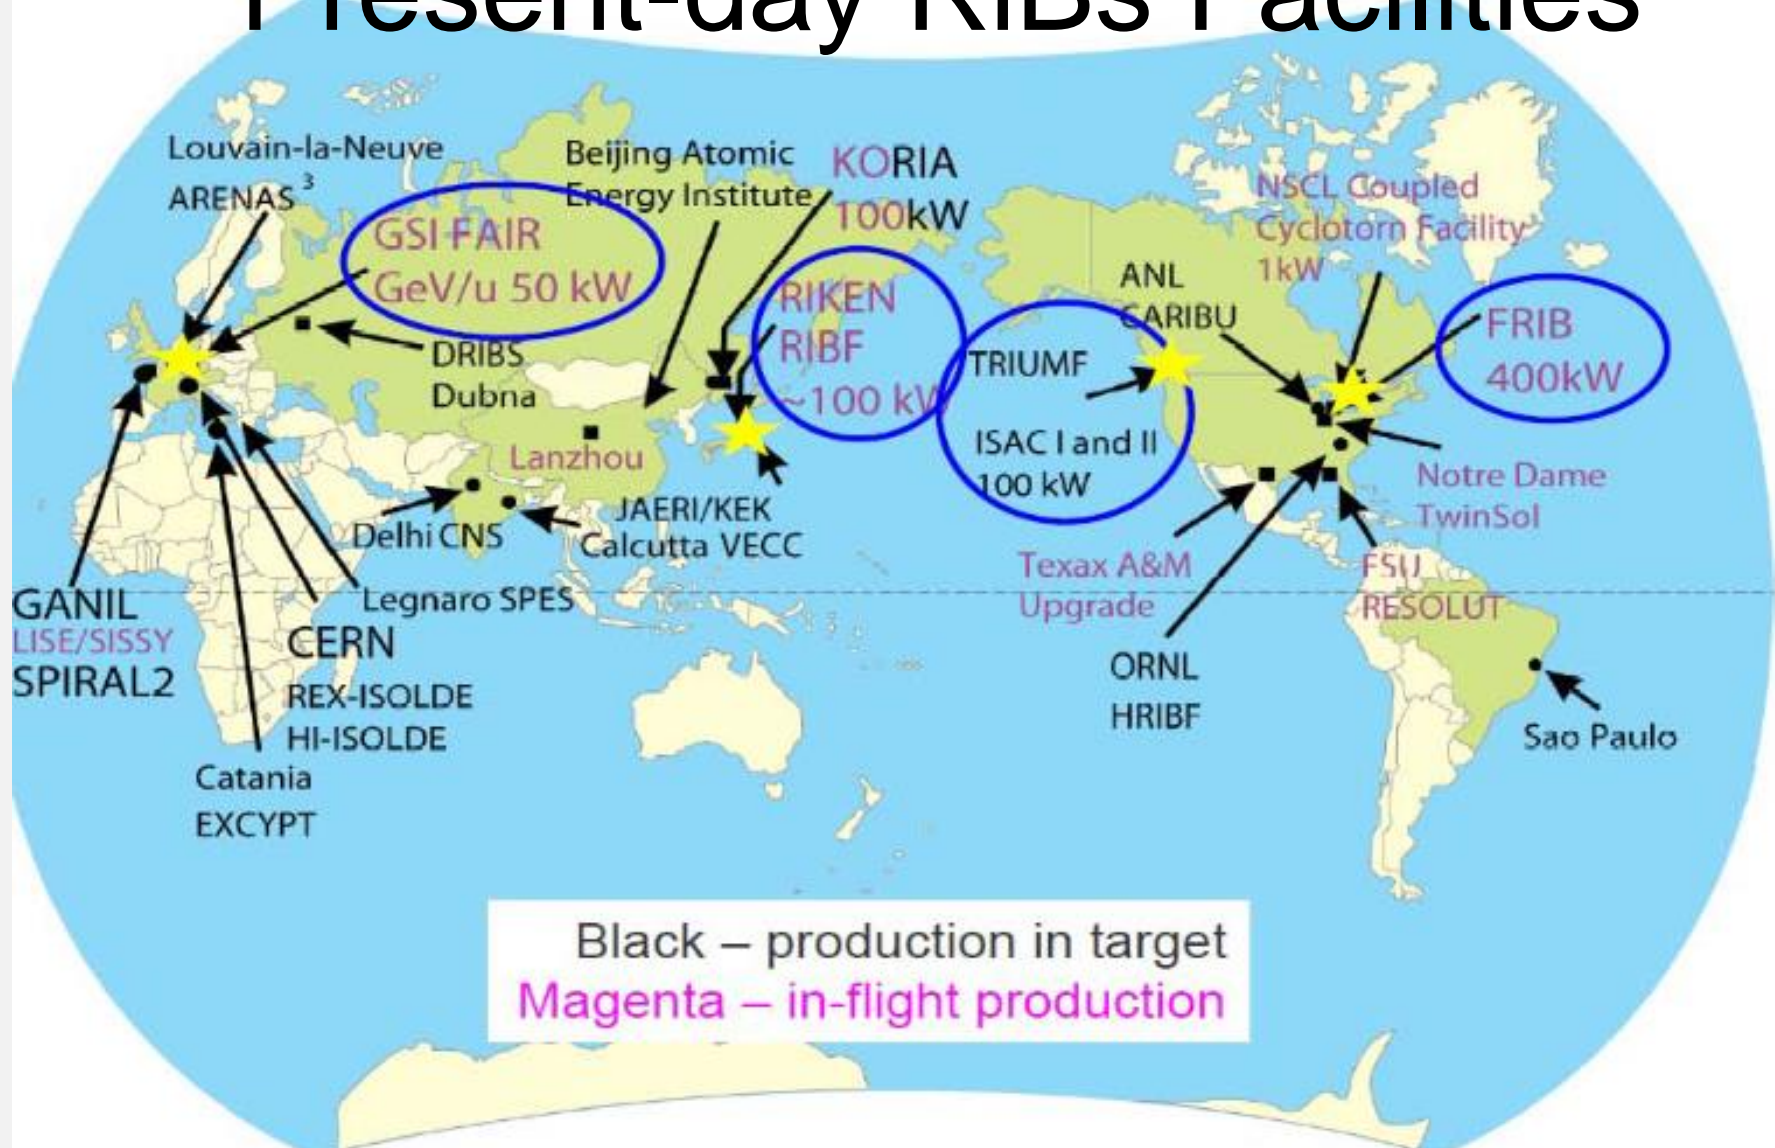 Present-day RIBs Facilities
Louvain-la-Neuve
ARENAS 3
GSI FAIR
GeV/u 50 kW
Beijing Atomic
Energy Institute
KORIA
100kW
RIKEN
RIBF
~100 kW
DRIBS
Dubna
Lanzhou
Delhi CNS
JAERI/KEK
Calcutta VECC
GANIL
LISE/SISSY
SPIRAL2
Legnaro SPES
CERN
REX-ISOLDE
HI-ISOLDE
Catania
EXCYPT
TRIUMF
ISAC I and II
100 kW
ANL
CARIBU
NSCL Coupled
Cyclotorn Facility
1kW
FRIB
400kW
Notre Dame
TwinSol
Texax A&M
Upgrade
FSU
RESOLUT
ORNL
HRIBF
Sao Paulo
Black – production in target
Magenta – in-flight production